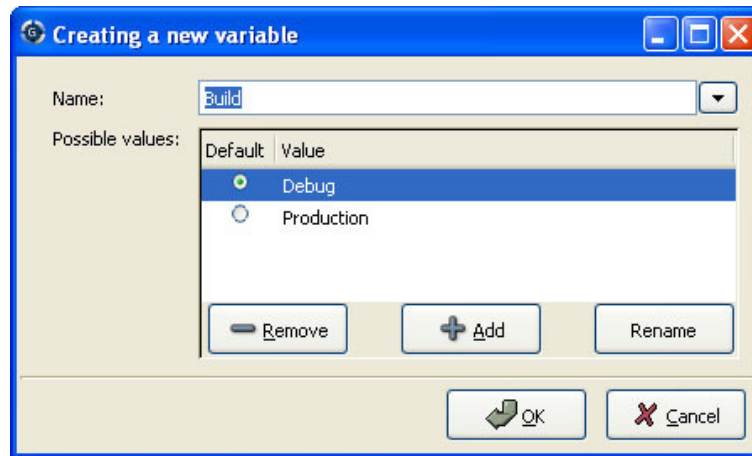 Creating a new variable
Name: Build
Possible values:
Default Value
Debug
Production
Remove Add Rename
OK Cancel